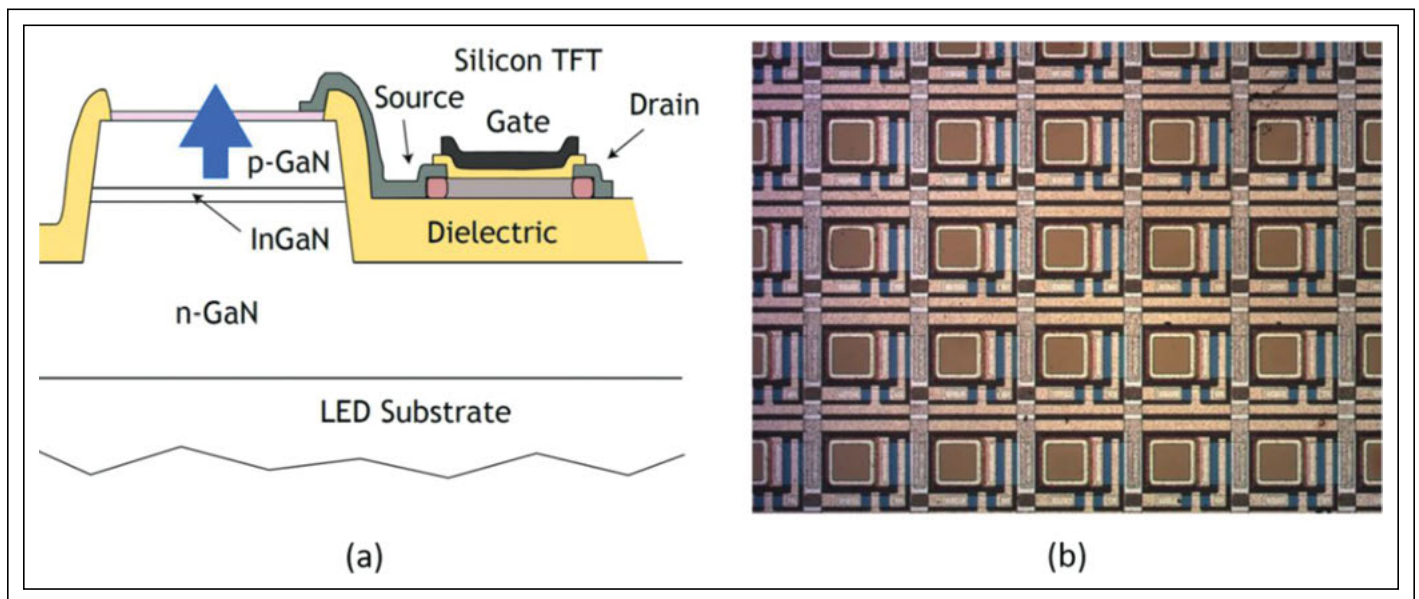 Silicon TFT
Source
Gate
Drain
p-GaN
InGaN
Dielectric
n-GaN
LED Substrate
(a)
(b)